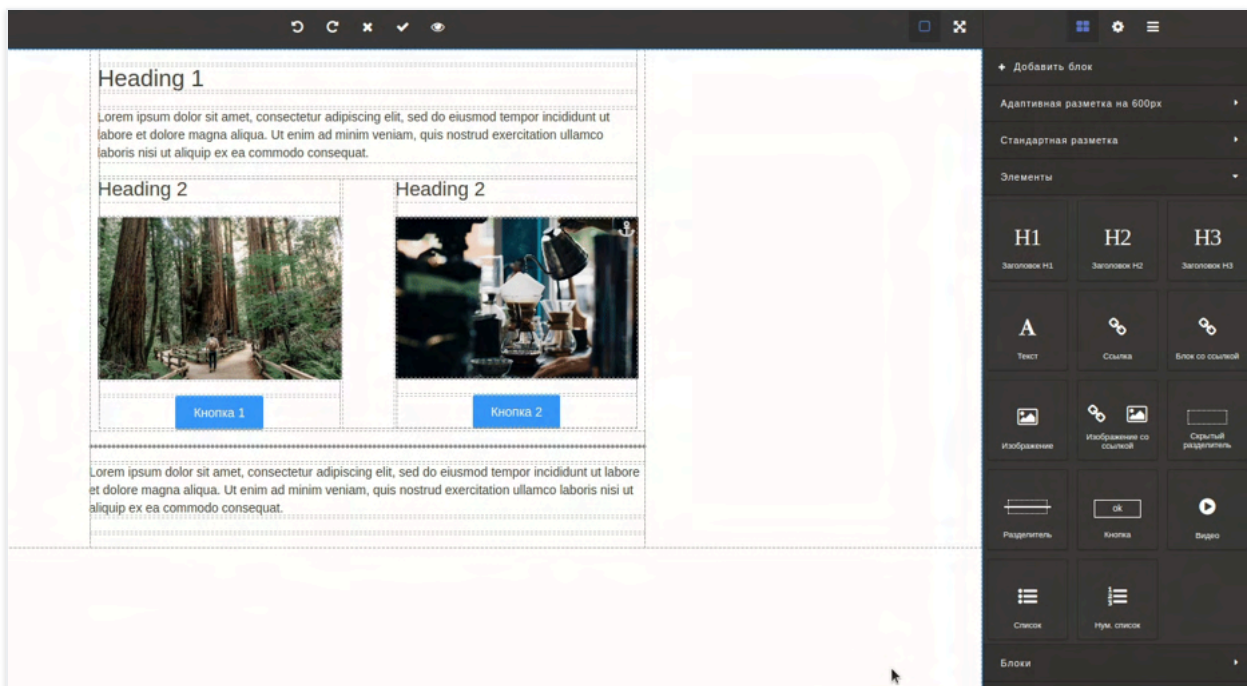 Heading 1
Lorem ipsum dolor sit amet, consectetur adipiscing elit, sed do eiusmod tempor incididunt ut
labore et dolore magna aliqua. Ut enim ad minim veniam, quis nostrud exercitation ullamco
laboris nisi ut aliquip ex ea commodo consequat.
Heading 2
Heading 2
Кнопка 1
Кнопка 2
Lorem ipsum dolor sit amet, consectetur adipiscing elit, sed do eiusmod tempor incididunt ut labore
et dolore magna aliqua. Ut enim ad minim veniam, quis nostrud exercitation ullamco laboris nisi ut
aliquip ex ea commodo consequat.
Добавить блок
Адаптивная разметка на 600px
Стандартная разметка
Элементы
H1
H2
H3
Заголовок H1
Заголовок H2
Заголовок H3
A
Текст
Ссылка
Блок со ссылкой
Изображение
Изображение со
ссылкой
Скрытый
разделитель
ok
Разделитель
Кнопка
Видео
Список
Нум. список
Блоки